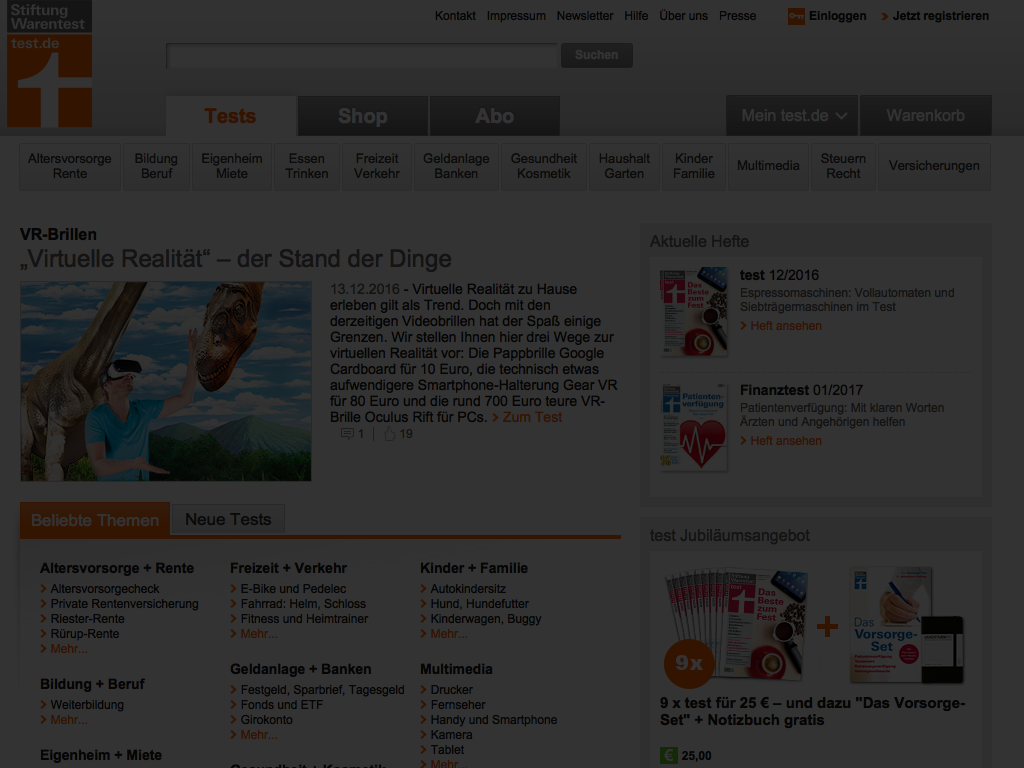 Stiftung
Warentest
test.de
Kontakt Impressum Newsletter Hilfe Über uns Presse Einloggen Jetzt registrieren
Suchen
Tests Shop Abo Mein test.de Warenkorb
Altersvorsorge
Rente
Bildung
Beruf
Eigenheim
Miete
Essen
Trinken
Freizeit
Verkehr
Geldanlage
Banken
Gesundheit
Kosmetik
Haushalt
Garten
Kinder
Familie
Multimedia
Steuern
Recht
Versicherungen
VR-Brillen
„Virtuelle Realität“ – der Stand der Dinge
13.12.2016 - Virtuelle Realität zu Hause
erleben gilt als Trend. Doch mit den
derzeitigen Videobrillen hat der Spaß einige
Grenzen. Wir stellen Ihnen hier drei Wege zur
virtuellen Realität vor: Die Pappbrille Google
Cardboard für 10 Euro, die technisch etwas
aufwendigere Smartphone-Halterung Gear VR
für 80 Euro und die rund 700 Euro teure VR-
Brille Oculus Rift für PCs. Zum Test
1 | 19
Aktuelle Hefte
Das
Beste
zum
Fest
test 12/2016
Espressomaschinen: Vollautomaten und
Siebträgermaschinen im Test
Heft ansehen
Patienten-
verfügung
Finanztest 01/2017
Patientenverfügung: Mit klaren Worten
Ärzten und Angehörigen helfen
Heft ansehen
Beliebte Themen Neue Tests
Altersvorsorge + Rente
Altersvorsorgecheck
Private Rentenversicherung
Riester-Rente
Rürup-Rente
Mehr...
Bildung + Beruf
Weiterbildung
Mehr...
Eigenheim + Miete
Freizeit + Verkehr
E-Bike und Pedelec
Fahrrad: Helm, Schloss
Fitness und Heimtrainer
Mehr...
Geldanlage + Banken
Festgeld, Sparbrief, Tagesgeld
Fonds und ETF
Girokonto
Mehr...
Gesundheit + Kosmetik
Kinder + Familie
Autokindersitz
Hund, Hundefutter
Kinderwagen, Buggy
Mehr...
Multimedia
Drucker
Fernseher
Handy und Smartphone
Kamera
Tablet
Mehr...
test Jubiläumsangebot
Das
Beste
zum
Fest
9x
+
Das
Vorsorge-
Set
9 x test für 25 € – und dazu "Das Vorsorge-
Set" + Notizbuch gratis
€ 25,00